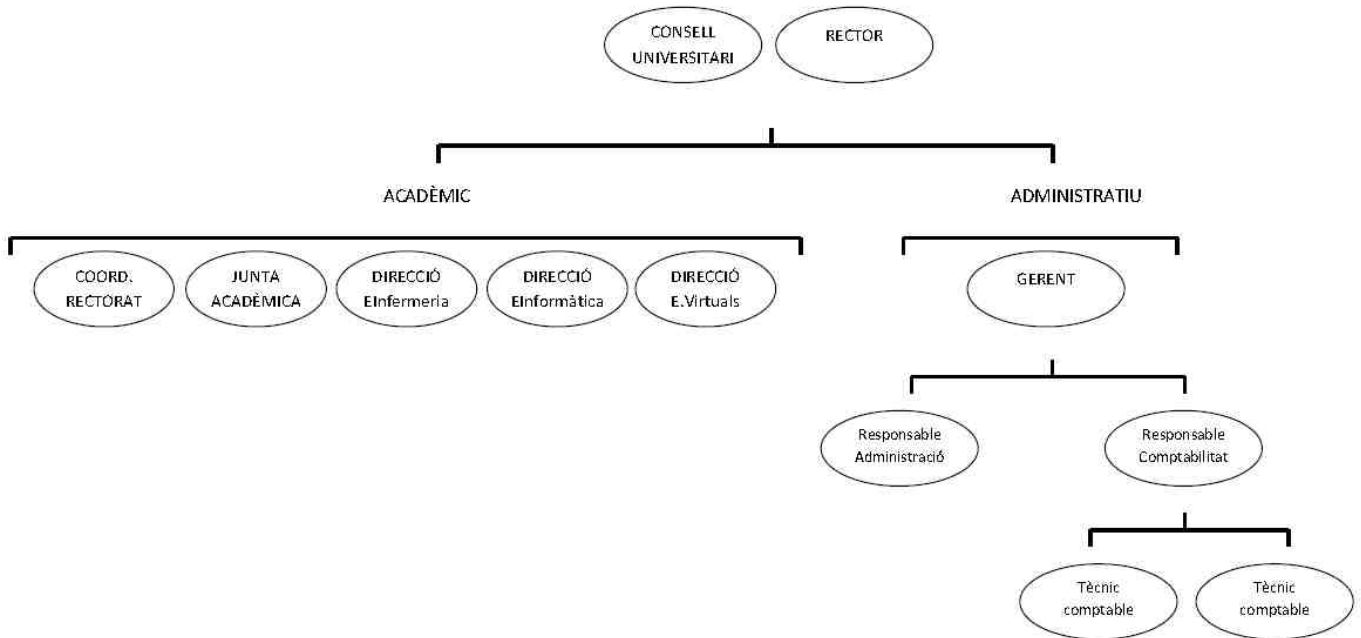 CONSELL
UNIVERSITARI
RECTOR
ACADÈMIC
ADMINISTRATIU
COORD.
RECTORAT
JUNTA
ACADÈMICA
DIRECCIÓ
EInfermeria
DIRECCIÓ
EInformàtica
DIRECCIÓ
E.Virtuals
GERENT
Responsable
Administració
Responsable
Comptabilitat
Tècnic
comptable
Tècnic
comptable